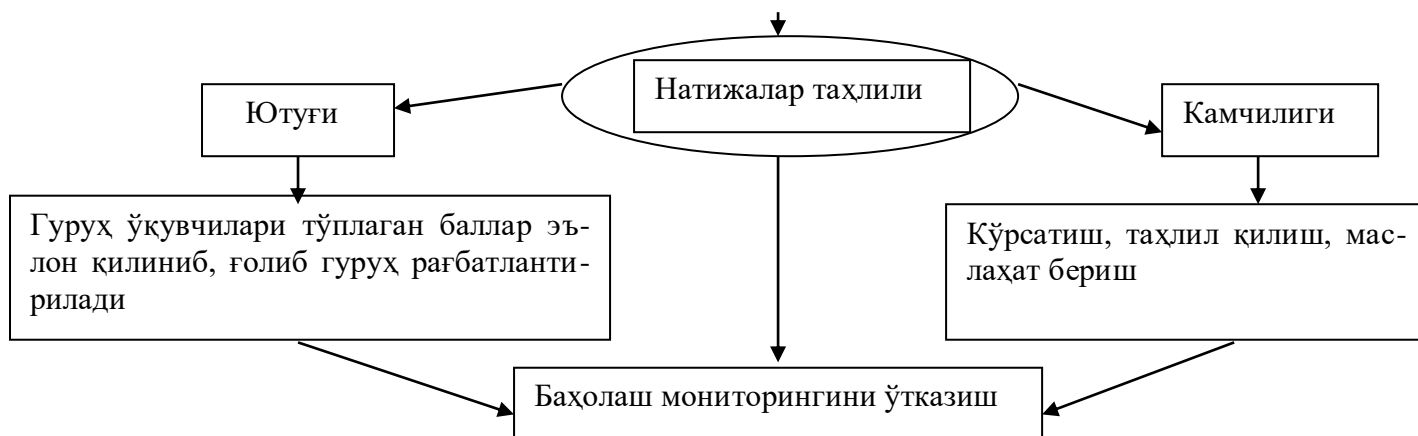 Натижалар таҳлили
Ютуғи
Камчилиги
Гуруҳ ўқувчилари тўплаган баллар эъ-
лон қилиниб, ғолиб гуруҳ рағбатланти-
рилади
Кўрсатиш, таҳлил қилиш, мас-
лаҳат бериш
Баҳолаш мониторингини ўтказиш